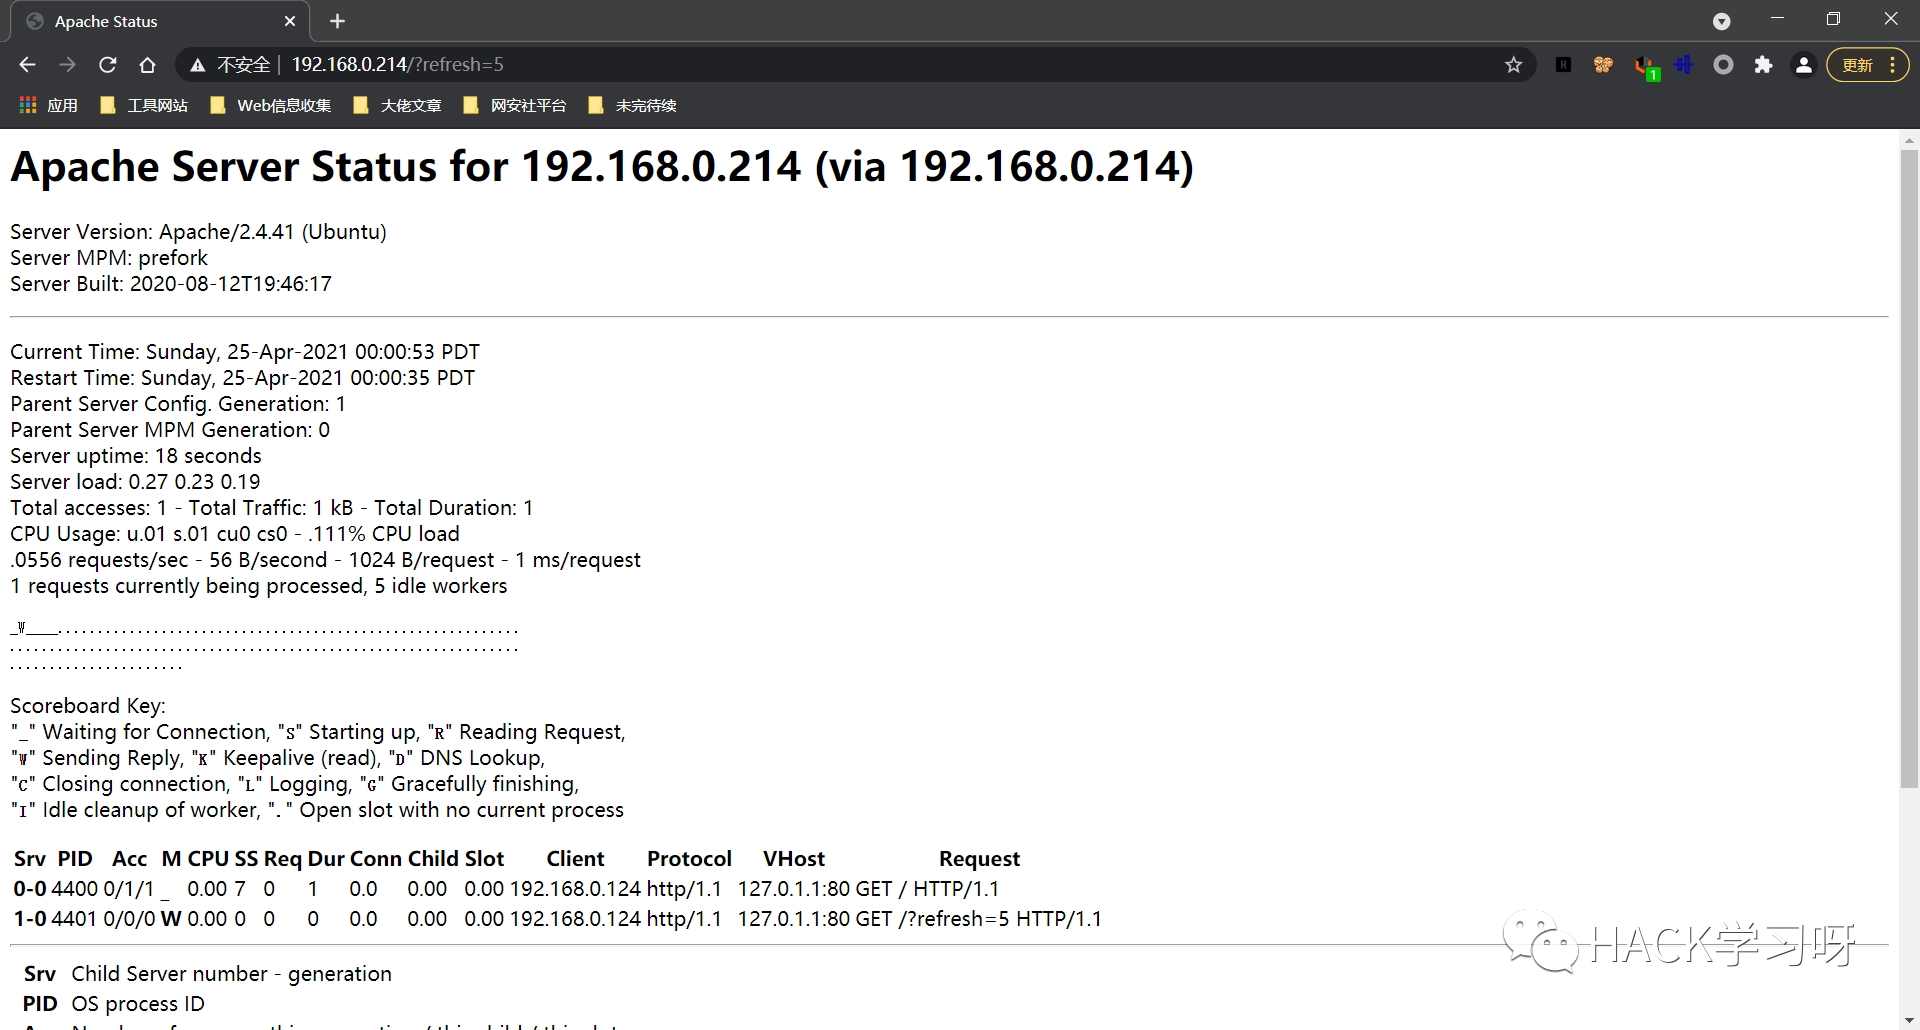 Apache Status
不安全 | 192.168.0.214/?refresh=5
更新
应用 工具网站 Web信息收集 大佬文章 网安社平台 未完待续
Apache Server Status for 192.168.0.214 (via 192.168.0.214)
Server Version: Apache/2.4.41 (Ubuntu)
Server MPM: prefork
Server Built: 2020-08-12T19:46:17
Current Time: Sunday, 25-Apr-2021 00:00:53 PDT
Restart Time: Sunday, 25-Apr-2021 00:00:35 PDT
Parent Server Config. Generation: 1
Parent Server MPM Generation: 0
Server uptime: 18 seconds
Server load: 0.27 0.23 0.19
Total accesses: 1 - Total Traffic: 1 kB - Total Duration: 1
CPU Usage: u.01 s.01 cu0 cs0 - .111% CPU load
.0556 requests/sec - 56 B/second - 1024 B/request - 1 ms/request
1 requests currently being processed, 5 idle workers
_W____..........................................................
................................................................
......................
Scoreboard Key:
"_" Waiting for Connection, "S" Starting up, "R" Reading Request,
"W" Sending Reply, "K" Keepalive (read), "D" DNS Lookup,
"C" Closing connection, "L" Logging, "G" Gracefully finishing,
"I" Idle cleanup of worker, "." Open slot with no current process
Srv PID Acc M CPU SS Req Dur Conn Child Slot Client Protocol VHost Request
0-0 4400 0/1/1 _ 0.00 7 0 1 0.0 0.00 0.00 192.168.0.124 http/1.1 127.0.1.1:80 GET / HTTP/1.1
1-0 4401 0/0/0 W 0.00 0 0 0 0.0 0.00 0.00 192.168.0.124 http/1.1 127.0.1.1:80 GET /?refresh=5 HTTP/1.1
HACK学习呀
Srv Child Server number - generation
PID OS process ID